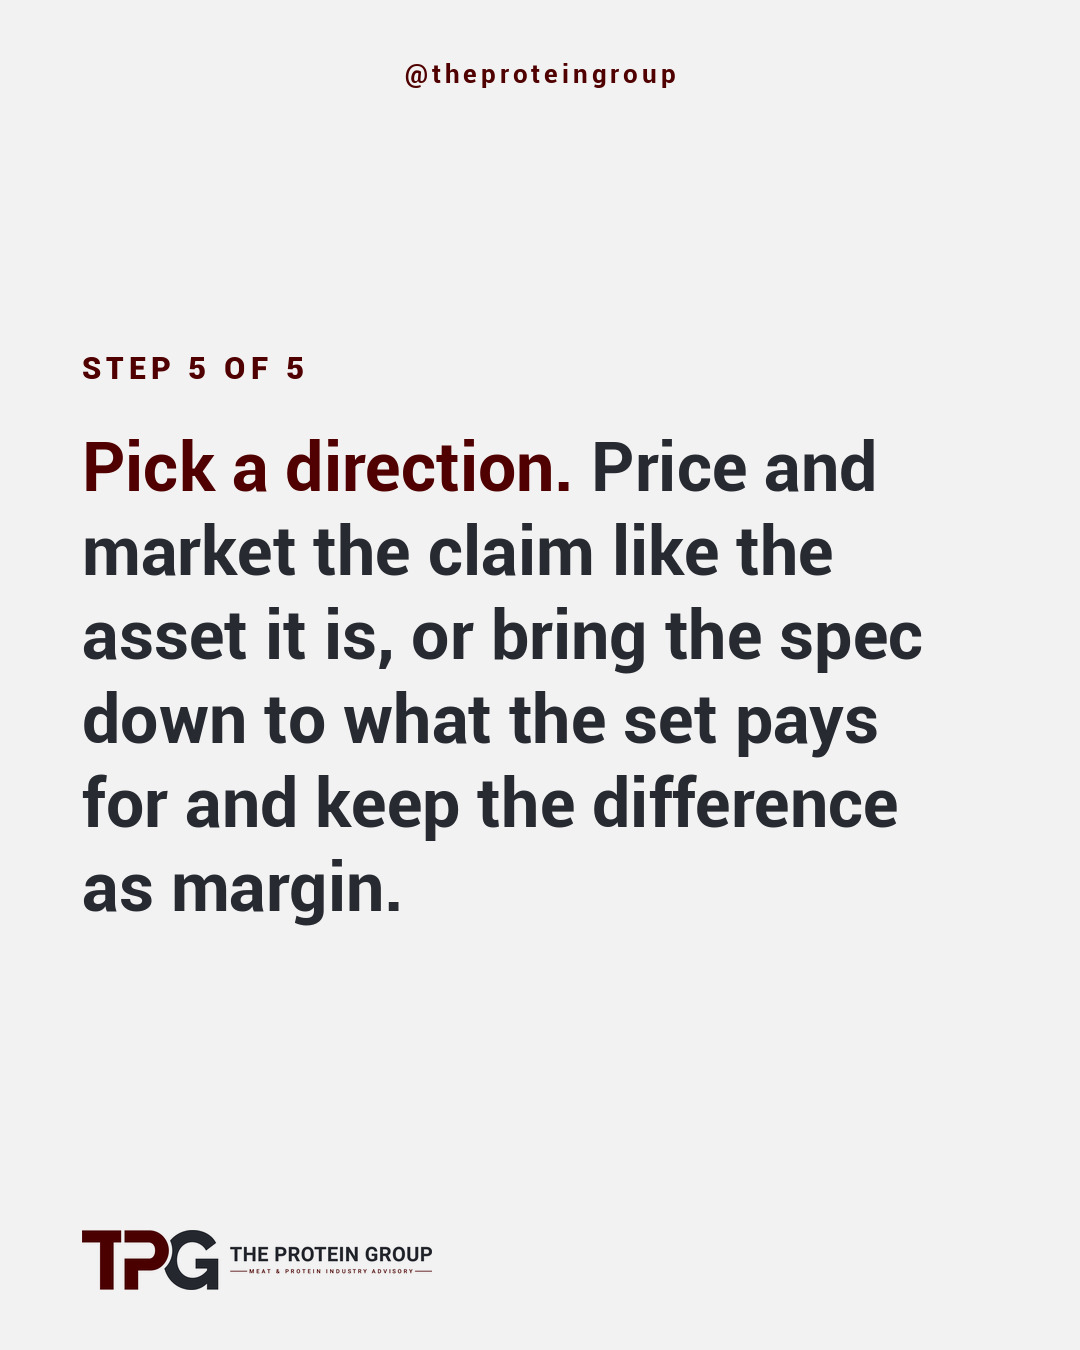 @theproteingroup
STEP 5 OF 5
Pick a direction. Price and
market the claim like the
asset it is, or bring the spec
down to what the set pays
for and keep the difference
as margin.
TPG
THE PROTEIN GROUP
MEAT & PROTEIN INDUSTRY ADVISORY